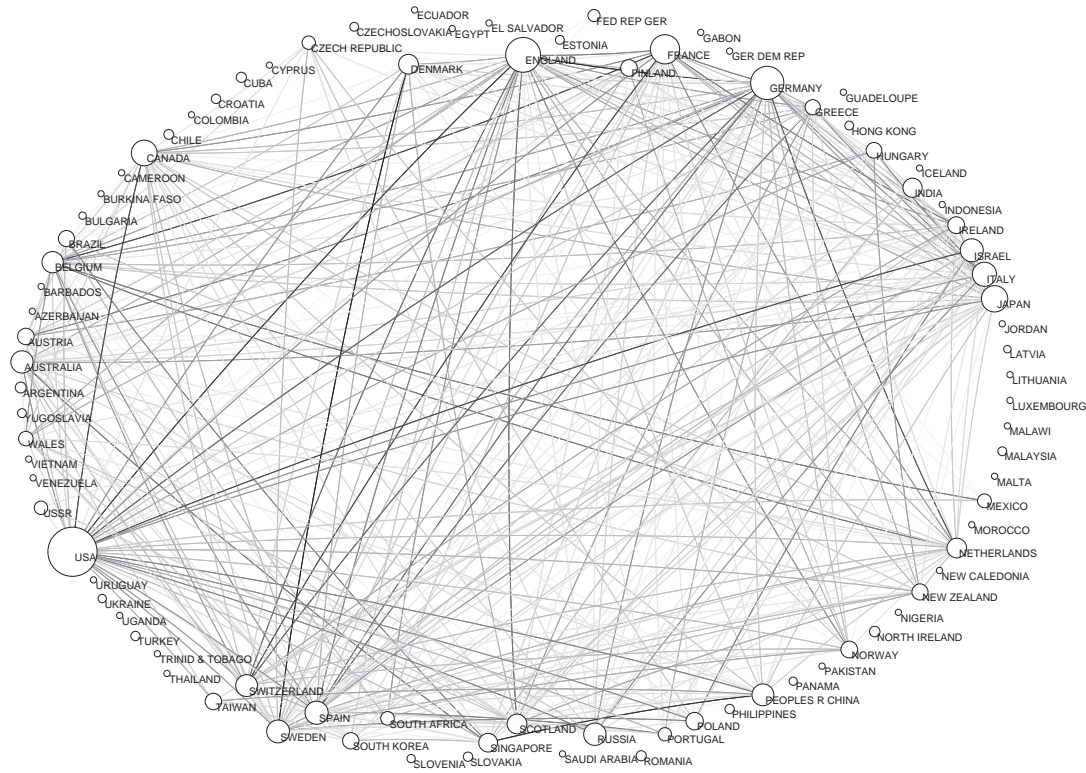 ECUADOR
CZECHOSLOVAKIA
EGYPT
EL SALVADOR
FED REP GER
CZECH REPUBLIC
ESTONIA
GABON
CYPRUS
DENMARK
ENGLAND
FINLAND
FRANCE
GER DEM REP
CUBA
GERMANY
CROATIA
GUADELOUPE
COLOMBIA
GREECE
CHILE
HONG KONG
CANADA
HUNGARY
CAMEROON
ICELAND
BURKINA FASO
INDIA
BULGARIA
INDONESIA
BRAZIL
IRELAND
BELGIUM
ISRAEL
BARBADOS
ITALY
AZERBAIJAN
JAPAN
AUSTRIA
JORDAN
AUSTRALIA
LATVIA
ARGENTINA
LITHUANIA
YUGOSLAVIA
LUXEMBOURG
WALES
MALAWI
VIETNAM
MALAYSIA
VENEZUELA
MALTA
USSR
MEXICO
USA
MOROCCO
URUGUAY
NETHERLANDS
UKRAINE
NEW CALEDONIA
UGANDA
NEW ZEALAND
TURKEY
NIGERIA
TRINID & TOBAGO
NORTH IRELAND
THAILAND
NORWAY
SWITZERLAND
PAKISTAN
TAIWAN
PANAMA
SPAIN
PEOPLES R CHINA
SWEDEN
PHILIPPINES
SOUTH AFRICA
SCOTLAND
POLAND
SOUTH KOREA
SINGAPORE
RUSSIA
PORTUGAL
SLOVENIA
SLOVAKIA
SAUDI ARABIA
ROMANIA